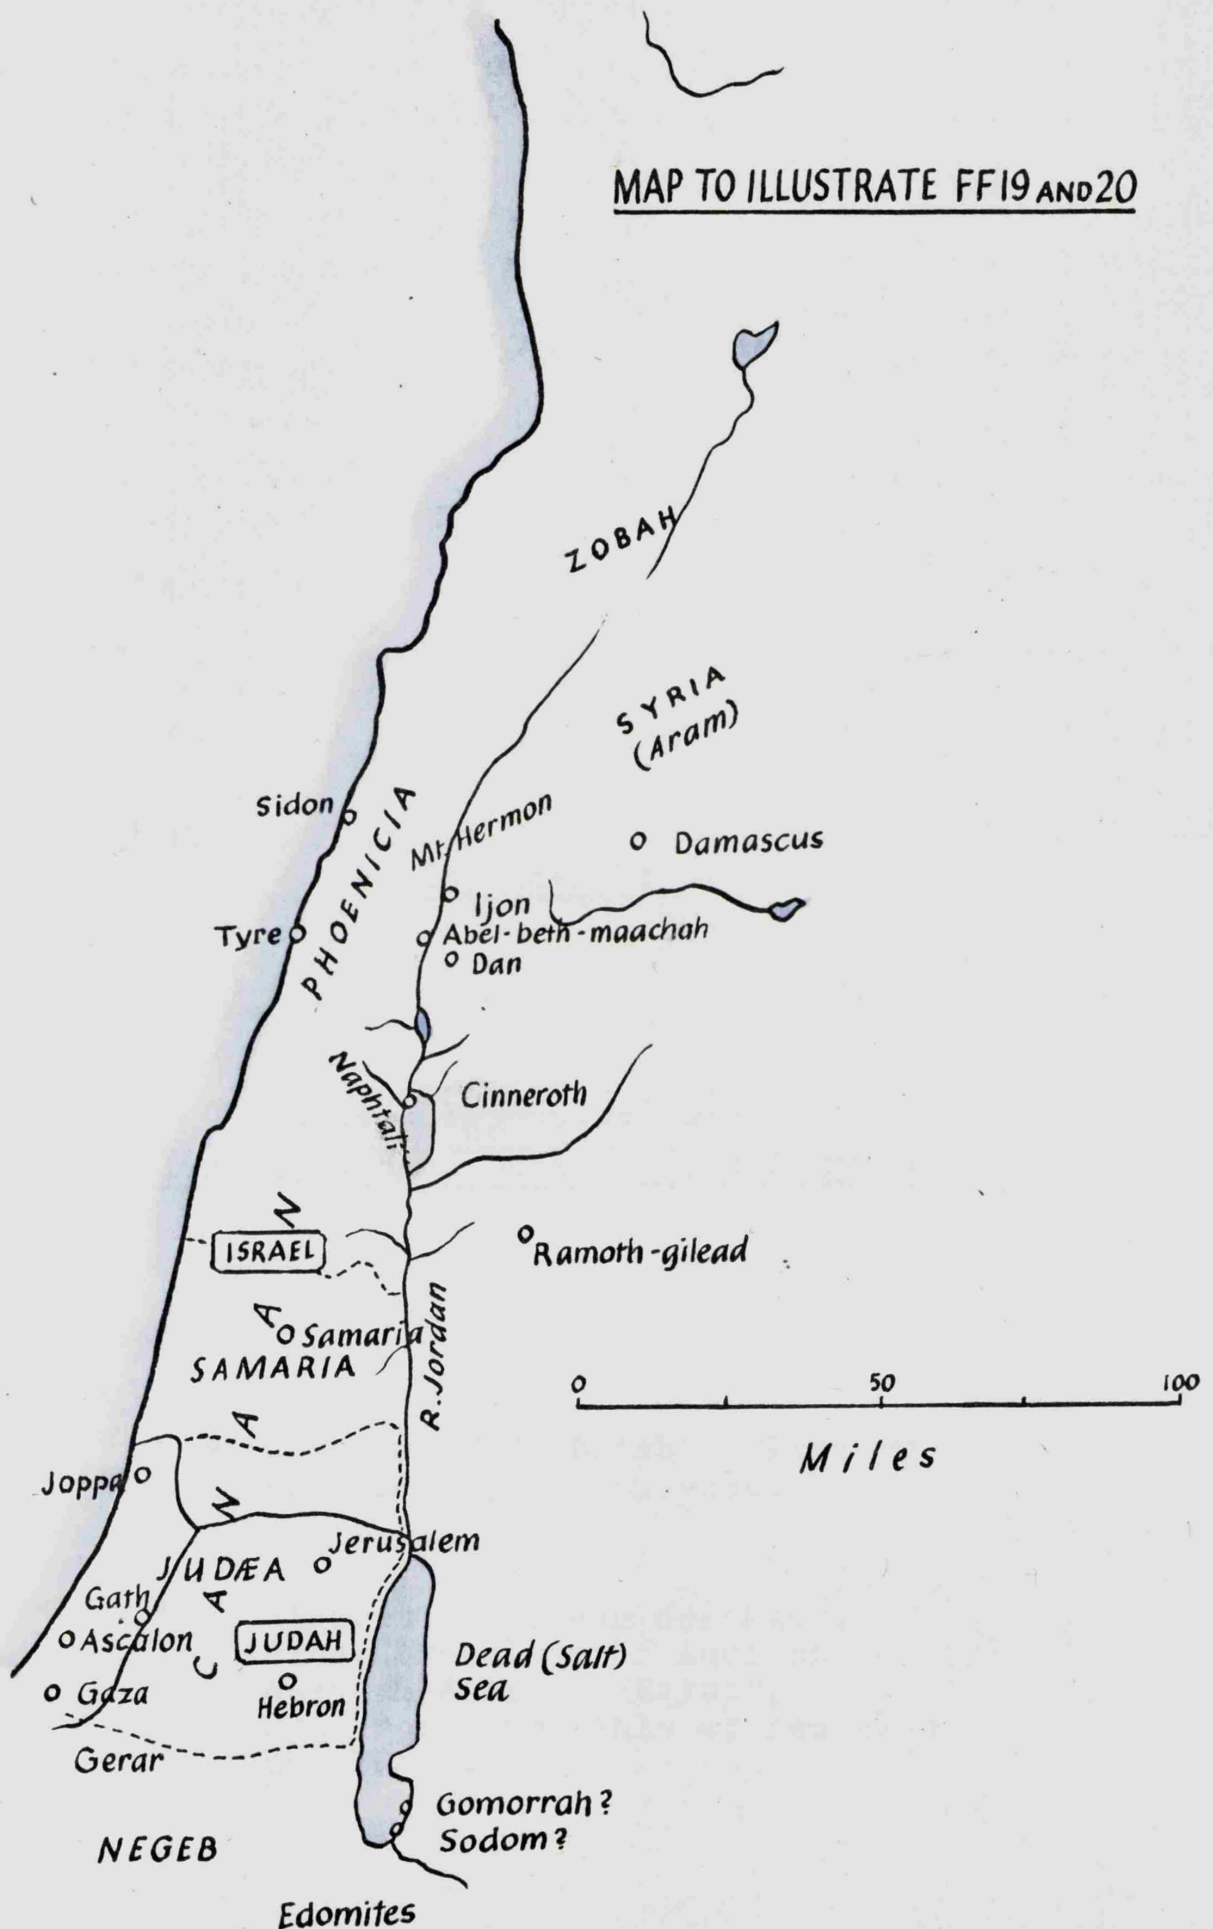 MAP TO ILLUSTRATE FF19 AND 20
ZOBAH
SYRIA
(Aram)
Sidon
PHOENICIA
Mt. Hermon
Damascus
Ijon
Tyre
Abel-beth-maachah
Dan
Naphtali
Cinneroth
CANAAN
ISRAEL
Ramoth-gilead
Samaria
SAMARIA
R. Jordan
0 50 100
Miles
Joppa
Jerusalem
JUDÆA
Gath
Ascalon
JUDAH
Dead (Salt)
Sea
Gaza
Hebron
Gerar
Gomorrah?
Sodom?
NEGEB
Edomites